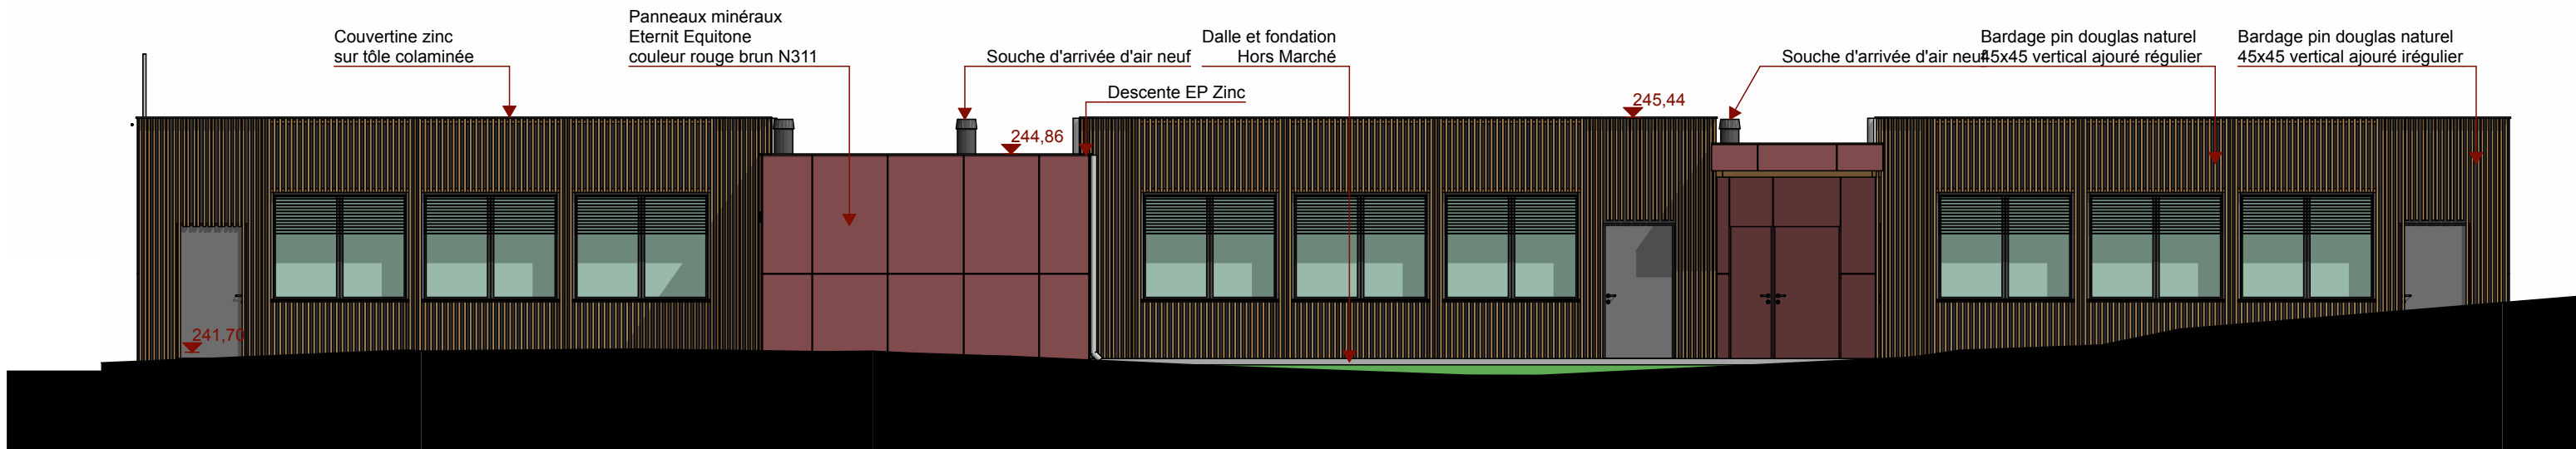 Couvertine zinc
sur tôle colaminée
Panneaux minéraux
Eternit Equitone
couleur rouge brun N311
Souche d'arrivée d'air neuf
Dalle et fondation
Hors Marché
Descente EP Zinc
Souche d'arrivée d'air neuf
Bardage pin douglas naturel
45x45 vertical ajouré régulier
Bardage pin douglas naturel
45x45 vertical ajouré irégulier
245,44
244,86
241,70